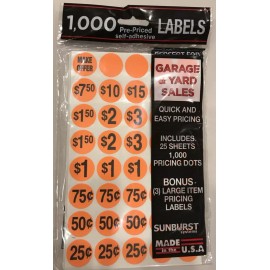 1,000 Pre-Priced self-adhesive LABELS
PERFECT FOR
GARAGE
& YARD
SALES
MAKE OFFER
$7.50 $10 $15
$1.50 $2 $3
$1.50 $2 $3
$1 $1 $1
75¢ 75¢ 75¢
50¢ 50¢ 50¢
25¢ 25¢ 25¢
QUICK AND
EASY PRICING
INCLUDES:
25 SHEETS
1,000
PRICING DOTS
BONUS
(3) LARGE ITEM
PRICING
LABELS
SUNBURST
SYSTEMS
MADE
in the U.S.A